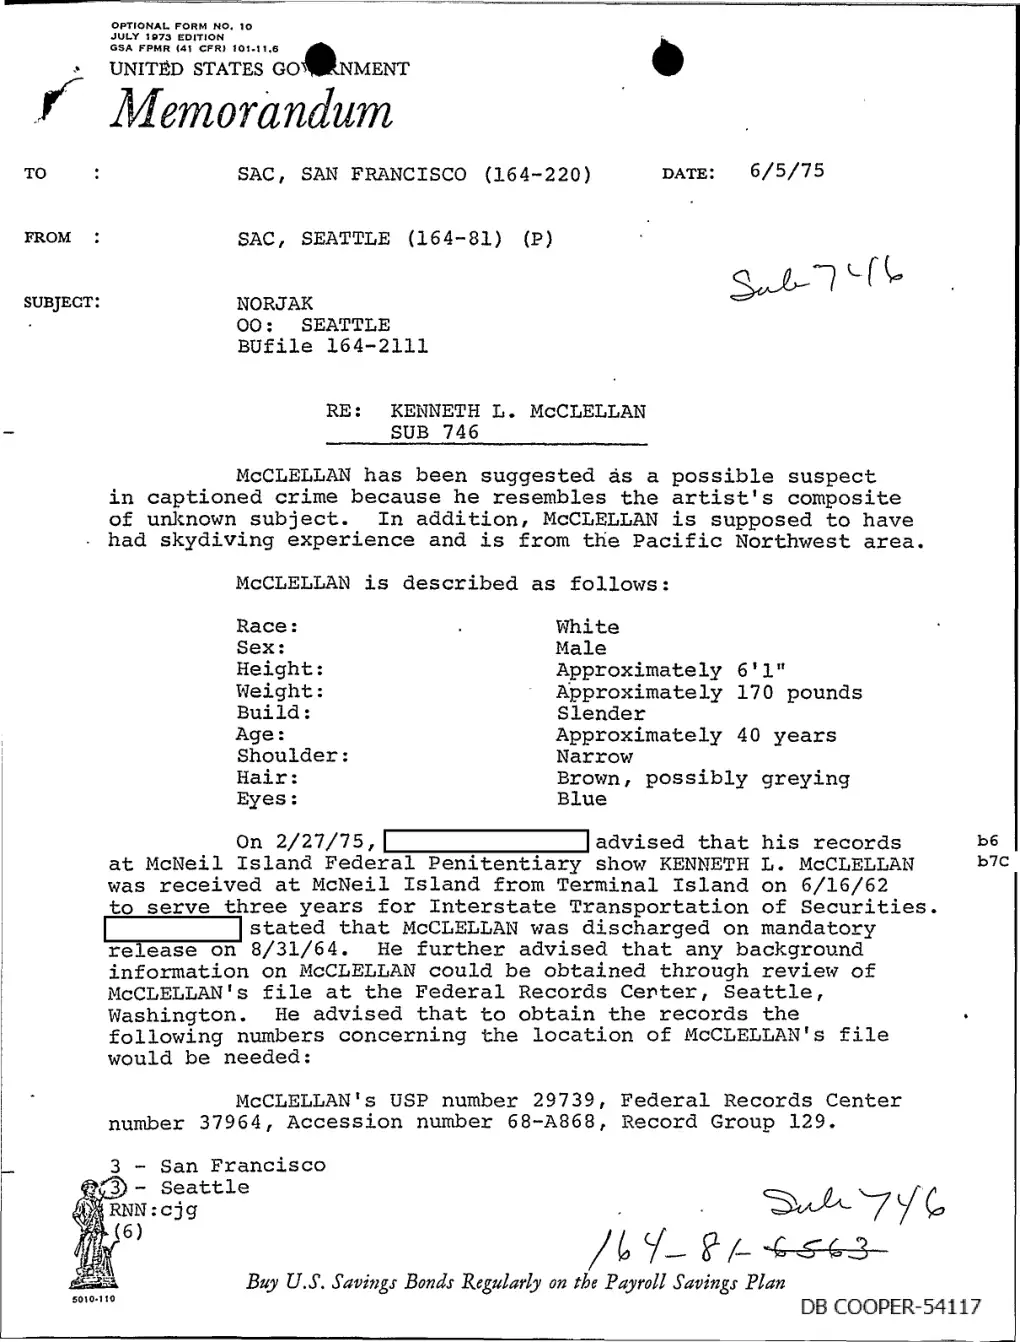 OPTIONAL FORM NO. 10
JULY 1973 EDITION
GSA FPMR (41 CFR) 101-11.6
UNITED STATES GO NMENT
Memorandum
TO : SAC, SAN FRANCISCO (164-220) DATE: 6/5/75
FROM : SAC, SEATTLE (164-81) (P)
Sub 746
SUBJECT: NORJAK
OO: SEATTLE
BUfile 164-2111
RE: KENNETH L. McCLELLAN
SUB 746
McCLELLAN has been suggested as a possible suspect
in captioned crime because he resembles the artist's composite
of unknown subject. In addition, McCLELLAN is supposed to have
had skydiving experience and is from the Pacific Northwest area.
McCLELLAN is described as follows:
Race: White
Sex: Male
Height: Approximately 6'1"
Weight: Approximately 170 pounds
Build: Slender
Age: Approximately 40 years
Shoulder: Narrow
Hair: Brown, possibly greying
Eyes: Blue
On 2/27/75, advised that his records b6
at McNeil Island Federal Penitentiary show KENNETH L. McCLELLAN b7C
was received at McNeil Island from Terminal Island on 6/16/62
to serve three years for Interstate Transportation of Securities.
stated that McCLELLAN was discharged on mandatory
release on 8/31/64. He further advised that any background
information on McCLELLAN could be obtained through review of
McCLELLAN's file at the Federal Records Center, Seattle,
Washington. He advised that to obtain the records the
following numbers concerning the location of McCLELLAN's file
would be needed:
McCLELLAN's USP number 29739, Federal Records Center
number 37964, Accession number 68-A868, Record Group 129.
3 - San Francisco
3 - Seattle
RNN:cjg
(6)
Sub 746
164-81-6563
Buy U.S. Savings Bonds Regularly on the Payroll Savings Plan
5010-110
DB COOPER-54117